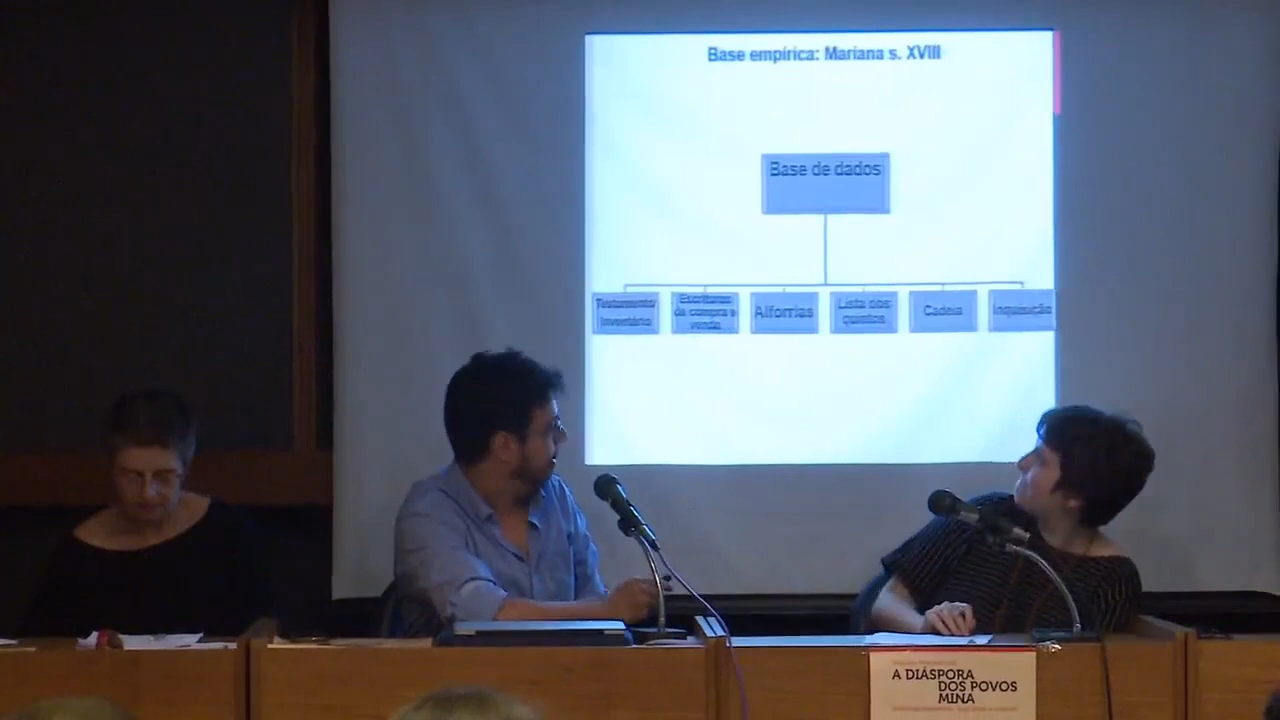 Base empírica: Mariana s. XVIII
Base de dados
Testamento/
Inventário
Escrituras
de compra e
venda
Alforrias
Lista dos
quintos
Cadeia
Inquisição
A DIÁSPORA
DOS POVOS
MINA